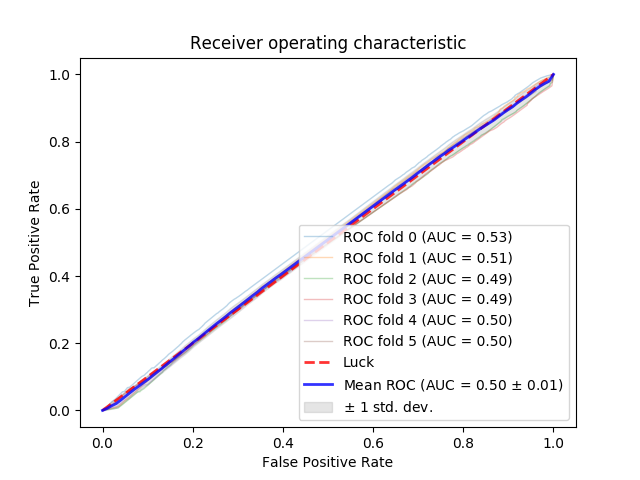 Receiver operating characteristic
True Positive Rate
1.0
0.8
0.6
0.4
0.2
0.0
ROC fold 0 (AUC = 0.53)
ROC fold 1 (AUC = 0.51)
ROC fold 2 (AUC = 0.49)
ROC fold 3 (AUC = 0.49)
ROC fold 4 (AUC = 0.50)
ROC fold 5 (AUC = 0.50)
Luck
Mean ROC (AUC = 0.50 ± 0.01)
± 1 std. dev.
0.0 0.2 0.4 0.6 0.8 1.0
False Positive Rate